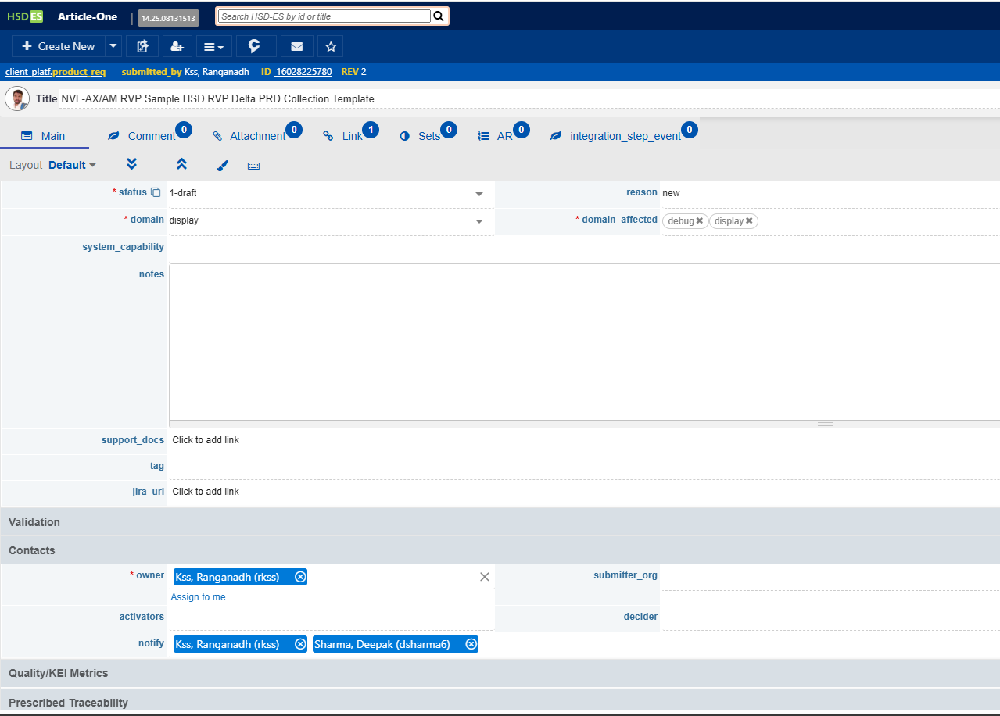 HSDES Article-One | 14.25.08131513 Search HSD-ES by id or title
Create New
client_platf.product_req submitted_by Kss, Ranganadh ID 16028225780 REV 2
Title NVL-AX/AM RVP Sample HSD RVP Delta PRD Collection Template
Main Comment 0 Attachment 0 Link 1 Sets 0 AR 0 integration_step_event 0
Layout Default
* status 1-draft reason new
* domain display * domain_affected debug display
system_capability
notes
support_docs Click to add link
tag
jira_url Click to add link
Validation
Contacts
* owner Kss, Ranganadh (rkss) submitter_org
Assign to me
activators decider
notify Kss, Ranganadh (rkss) Sharma, Deepak (dsharma6)
Quality/KEI Metrics
Prescribed Traceability